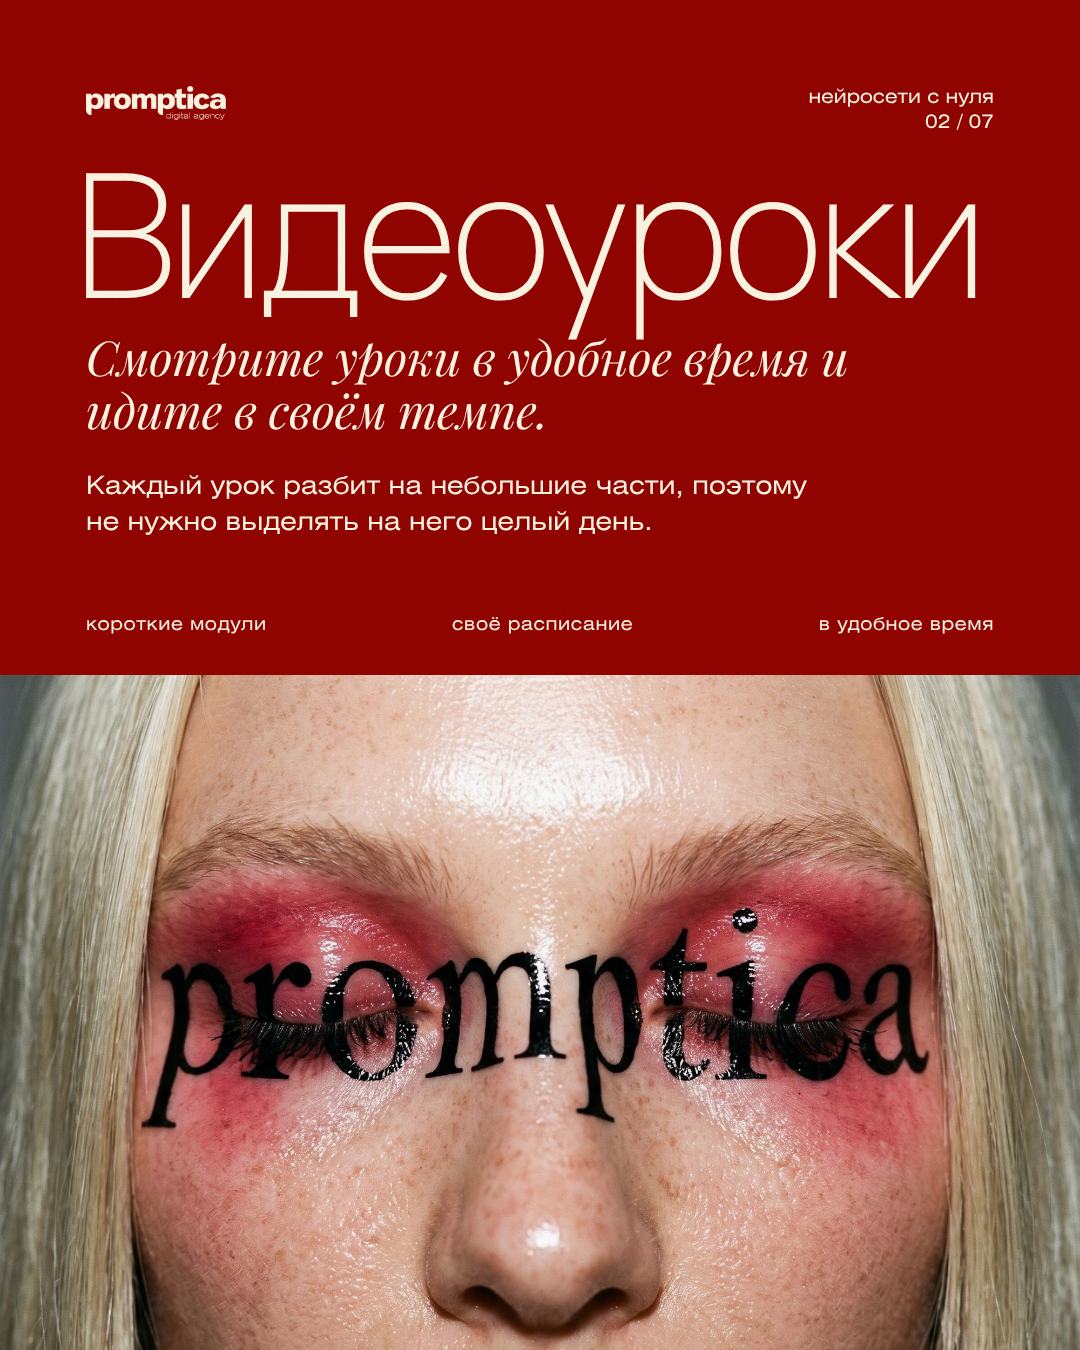 promptica
digital agency
нейросети с нуля
02 / 07
Видеоуроки
Смотрите уроки в удобное время и
идите в своём темпе.
Каждый урок разбит на небольшие части, поэтому
не нужно выделять на него целый день.
короткие модули
своё расписание
в удобное время
promptica